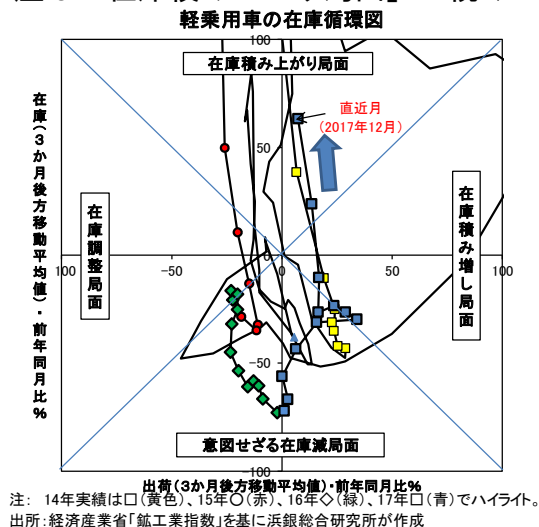 軽乗用車の在庫循環図
100
在庫積み上がり局面
直近月
(2017年12月)
50
在庫(3か月後方移動平均値)・前年同月比%
在庫調整局面
在庫積み増し局面
100
−50
0
0
50
100
−50
意図せざる在庫減局面
−100
出荷(3か月後方移動平均値)・前年同月比%
注: 14年実績は□(黄色)、15年〇(赤)、16年◇(緑)、17年□(青)でハイライト。
出所:経済産業省「鉱工業指数」を基に浜銀総合研究所が作成